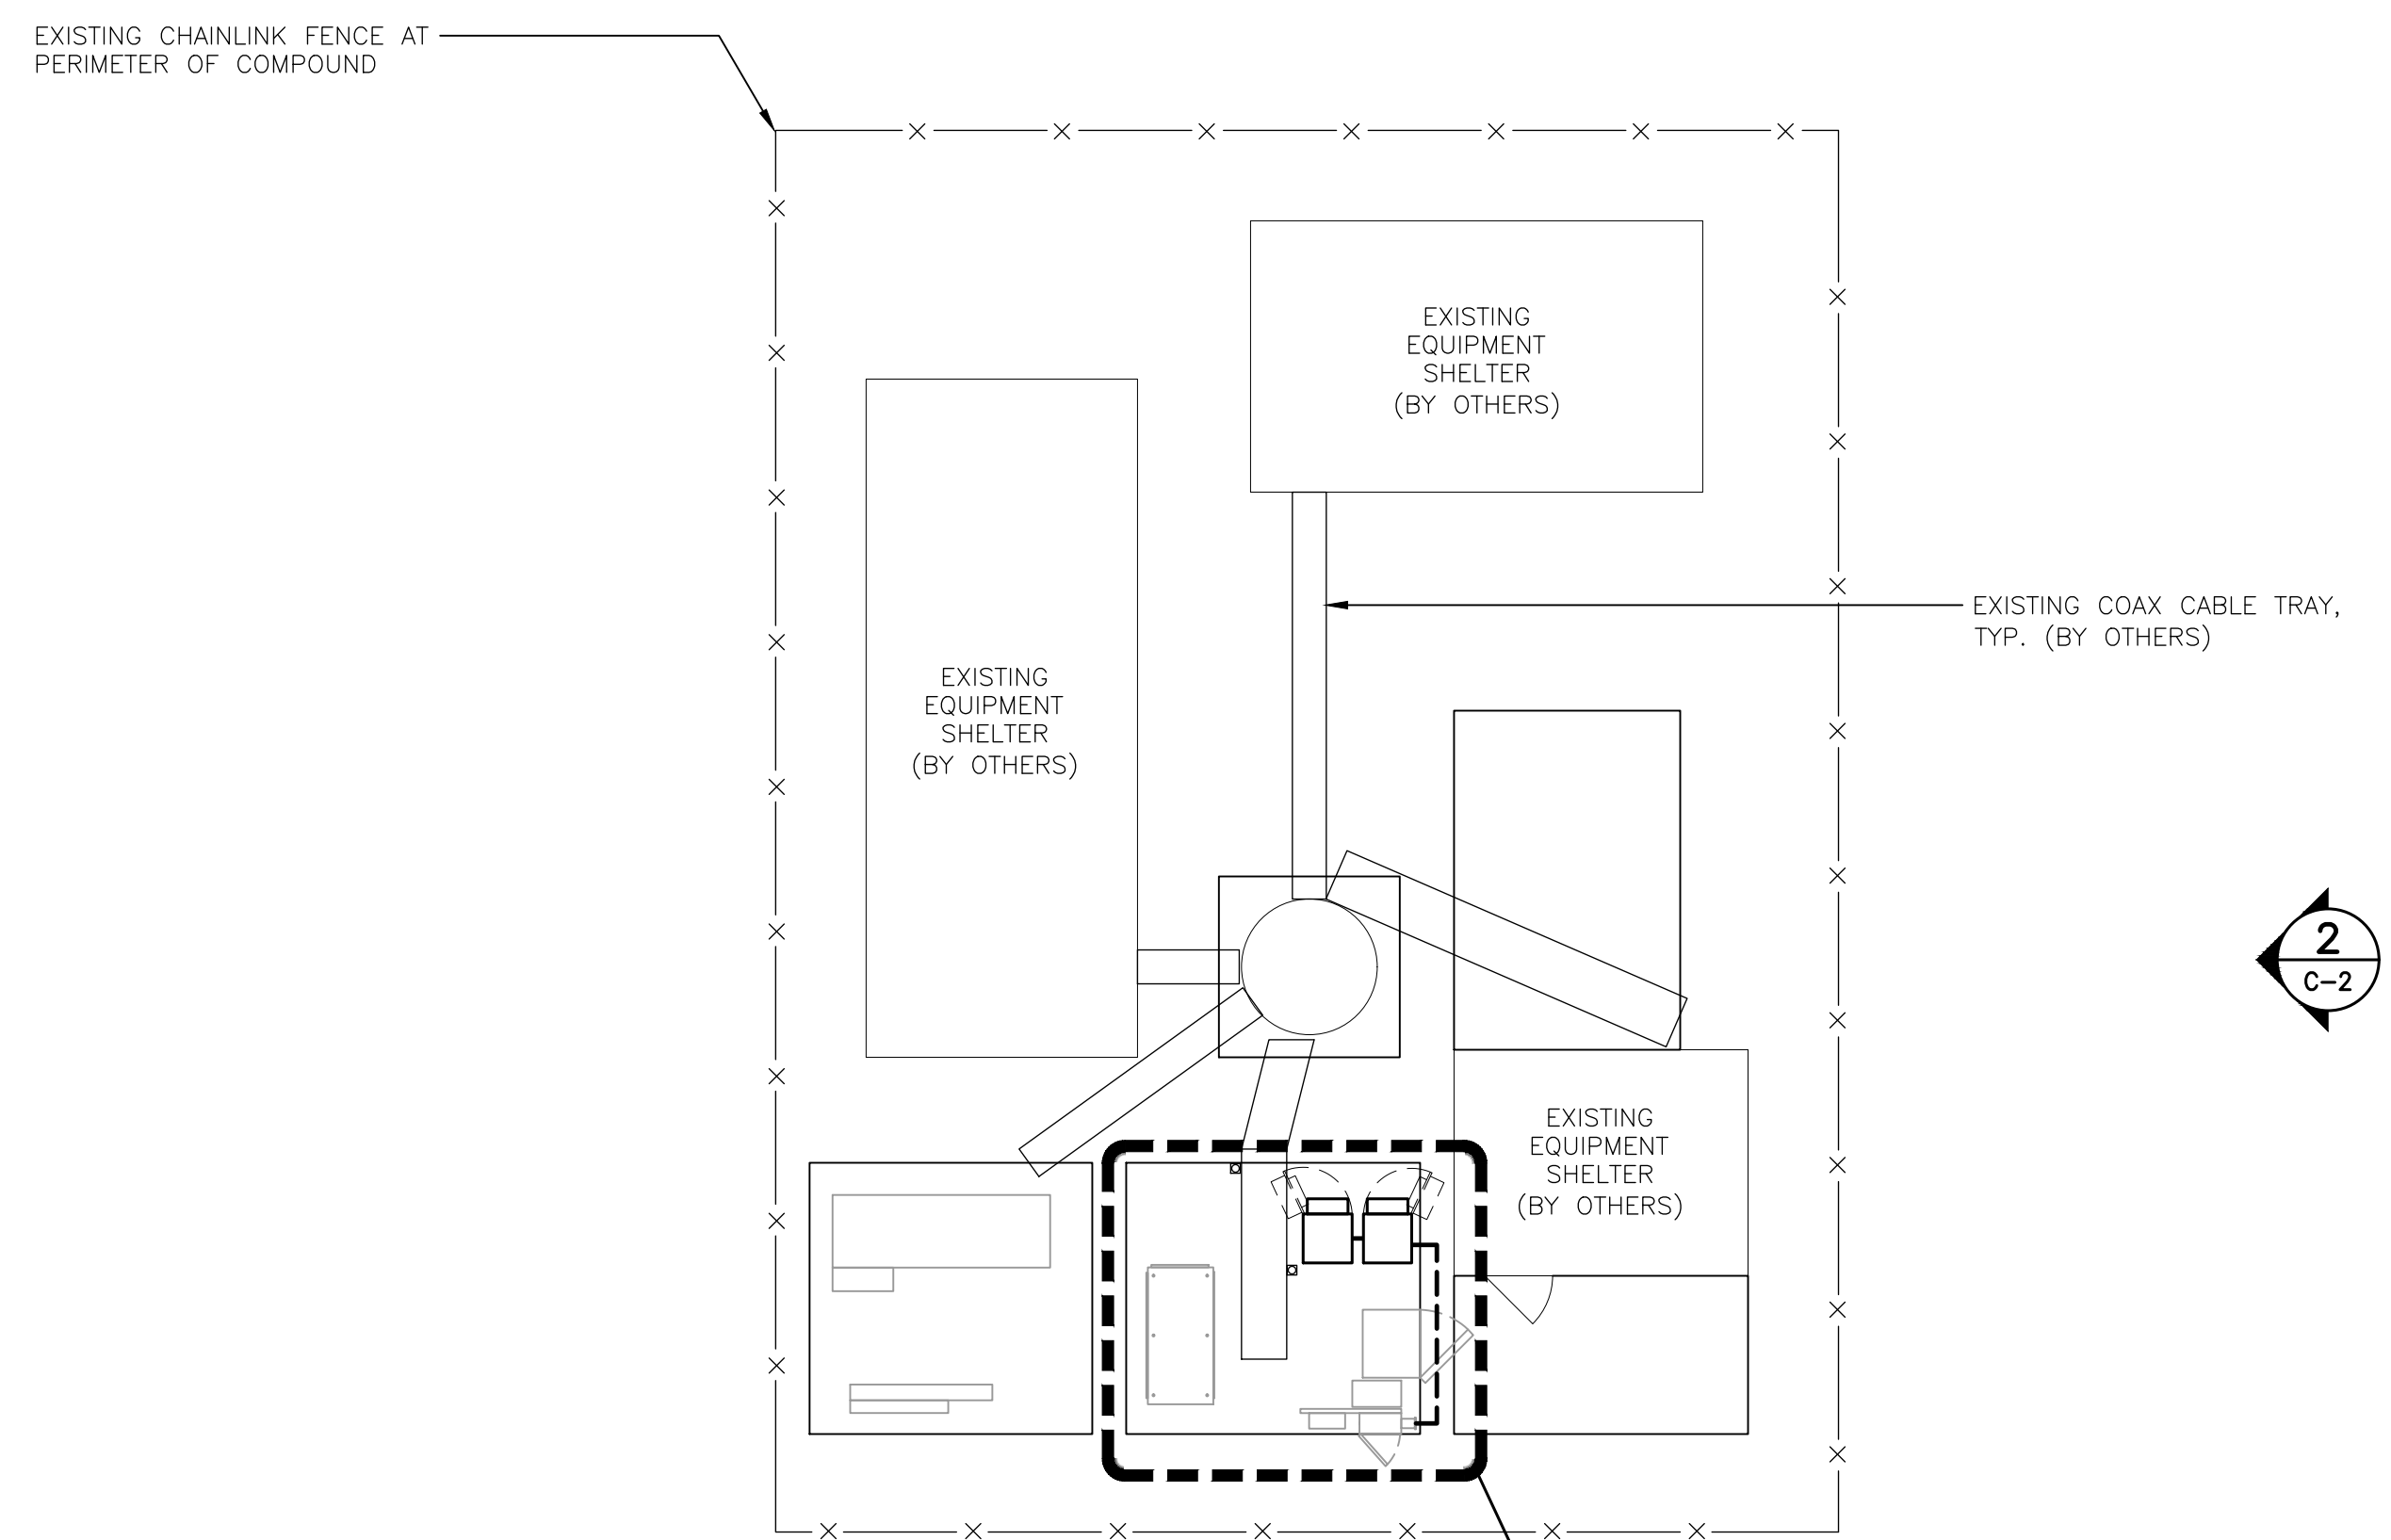 EXISTING CHAINLINK FENCE AT
PERIMETER OF COMPOUND
EXISTING
EQUIPMENT
SHELTER
(BY OTHERS)
EXISTING COAX CABLE TRAY,
TYP. (BY OTHERS)
EXISTING
EQUIPMENT
SHELTER
(BY OTHERS)
2
C-2
EXISTING
EQUIPMENT
SHELTER
(BY OTHERS)